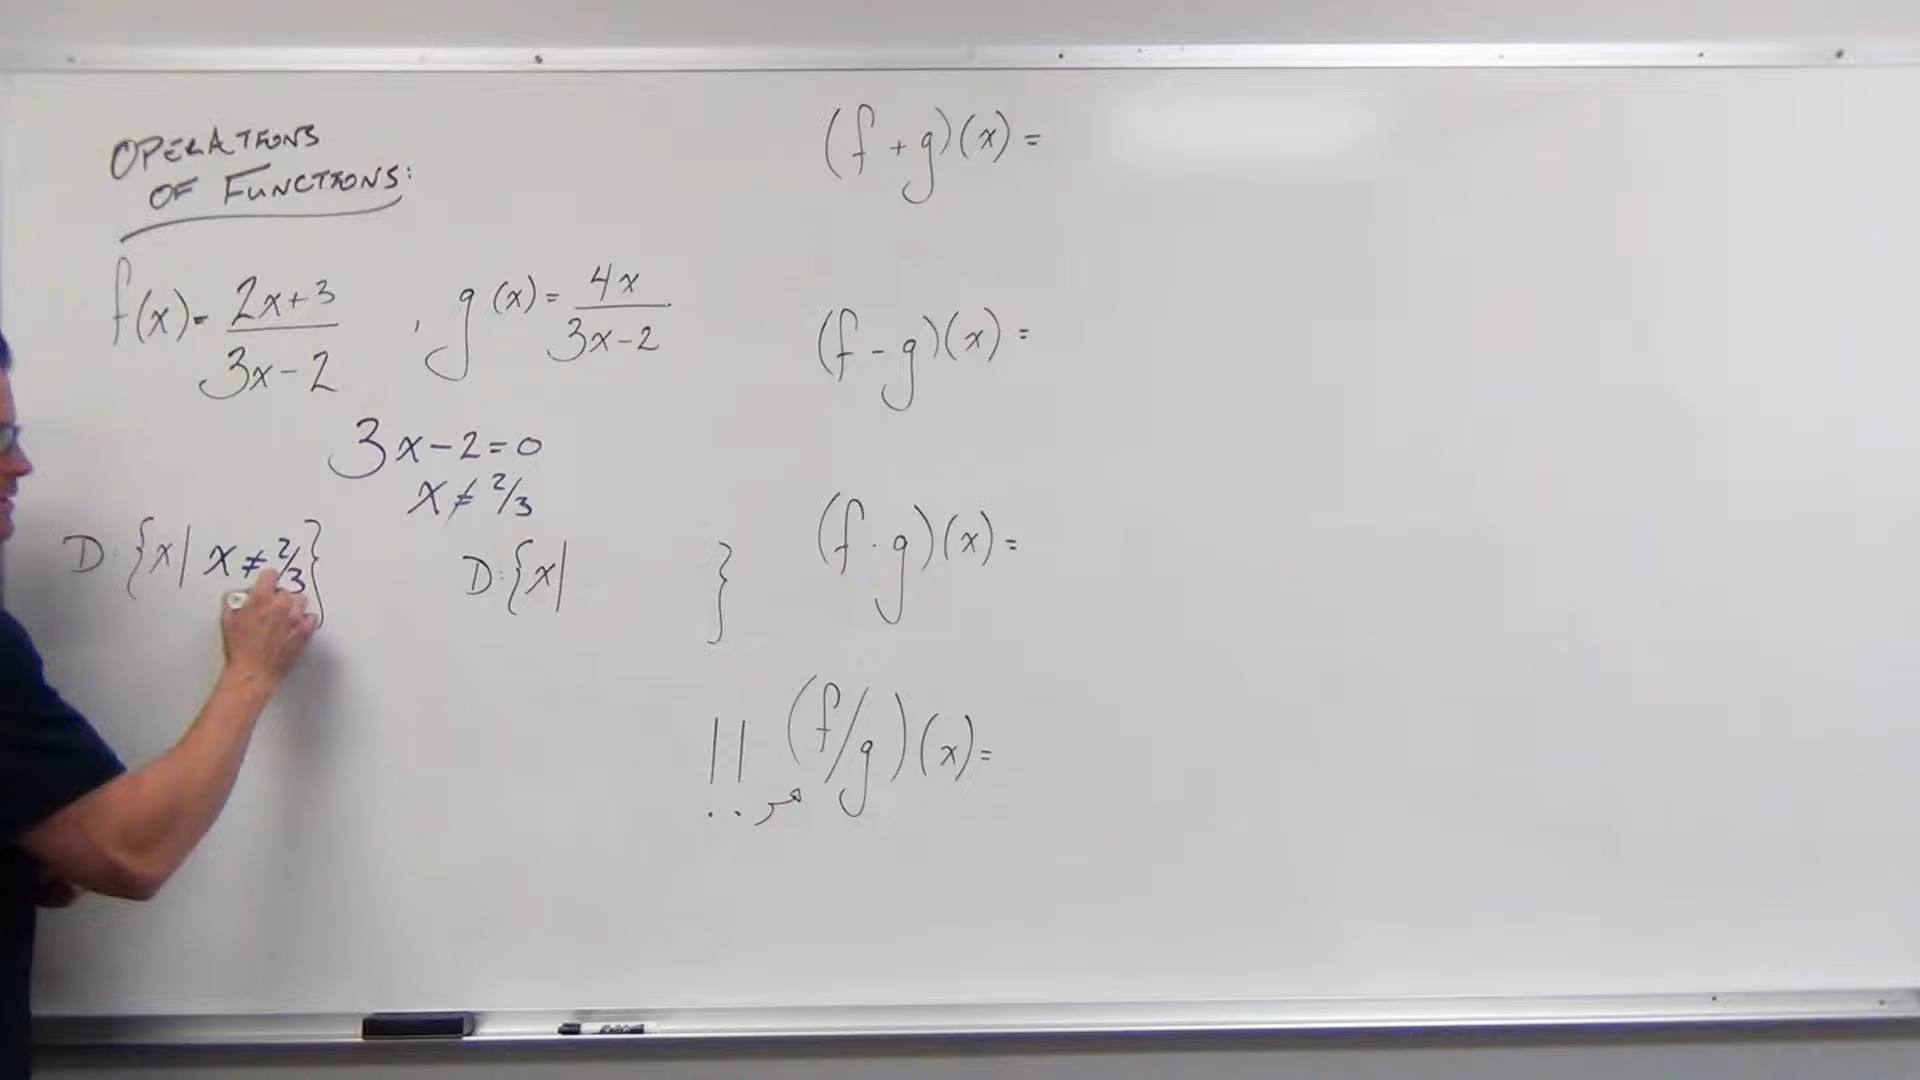 OPERATIONS
OF FUNCTIONS:
f(x) = 2x+3 / 3x-2 , g(x) = 4x / 3x-2
3x-2=0
x ≠ 2/3
D: {x| x ≠ 2/3}
D: {x| }
(f+g)(x) =
(f-g)(x) =
(f·g)(x) =
!! (f/g)(x) =